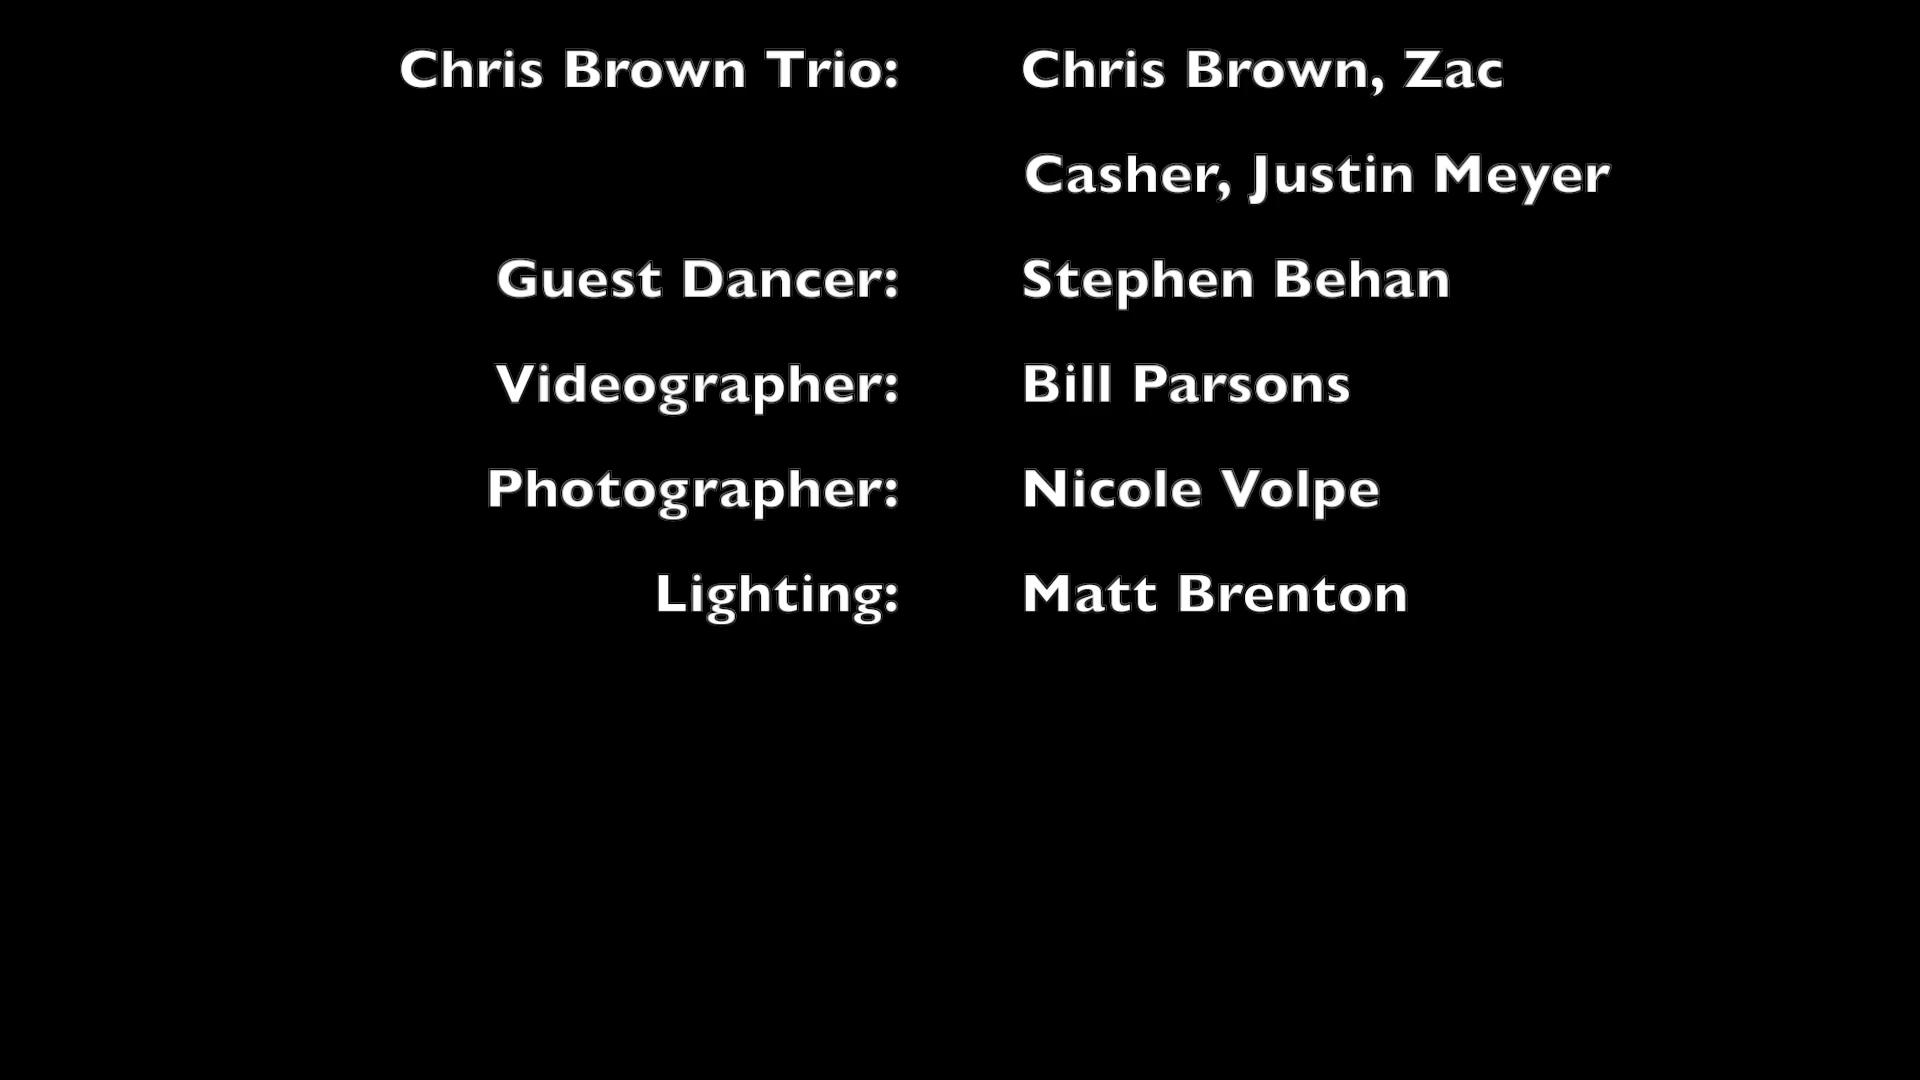 Chris Brown Trio: Chris Brown, Zac
Casher, Justin Meyer
Guest Dancer: Stephen Behan
Videographer: Bill Parsons
Photographer: Nicole Volpe
Lighting: Matt Brenton